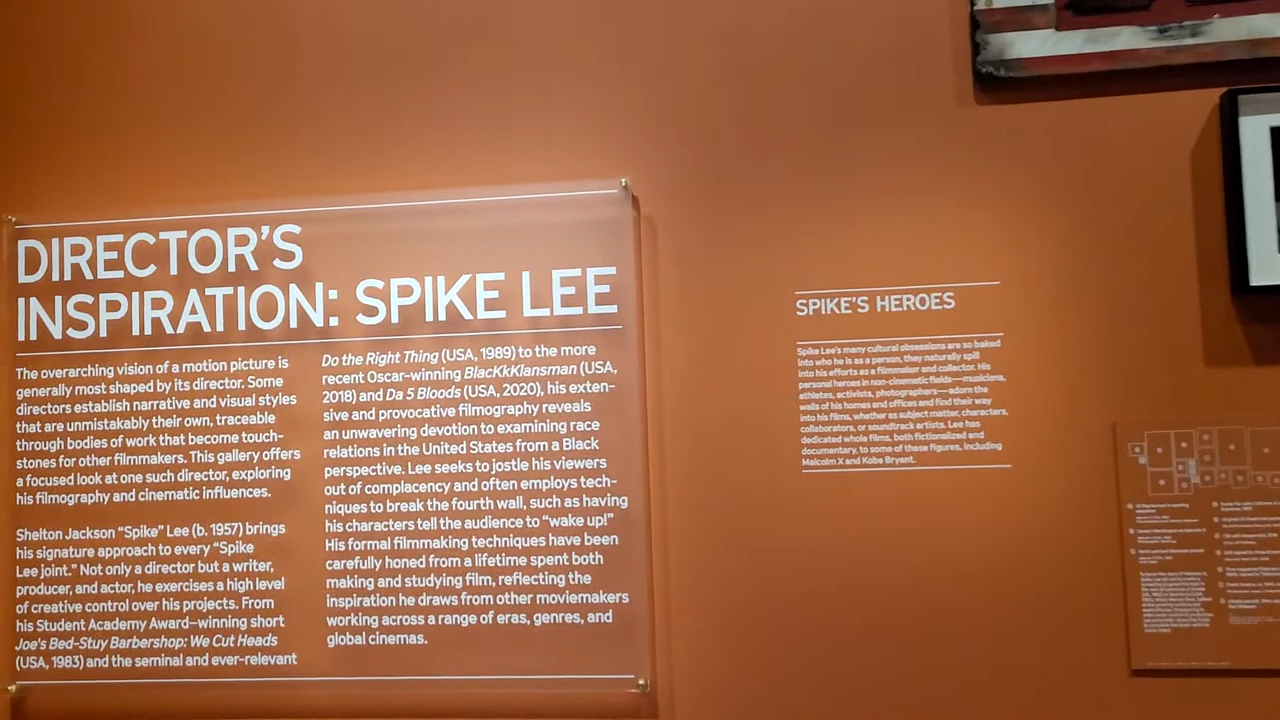 DIRECTOR'S
INSPIRATION: SPIKE LEE
The overarching vision of a motion picture is
generally most shaped by its director. Some
directors establish narrative and visual styles
that are unmistakably their own, traceable
through bodies of work that become touch-
stones for other filmmakers. This gallery offers
a focused look at one such director, exploring
his filmography and cinematic influences.
Shelton Jackson “Spike” Lee (b. 1957) brings
his signature approach to every “Spike
Lee joint.” Not only a director but a writer,
producer, and actor, he exercises a high level
of creative control over his projects. From
his Student Academy Award–winning short
Joe's Bed-Stuy Barbershop: We Cut Heads
(USA, 1983) and the seminal and ever-relevant
Do the Right Thing (USA, 1989) to the more
recent Oscar-winning BlacKkKlansman (USA,
2018) and Da 5 Bloods (USA, 2020), his exten-
sive and provocative filmography reveals
an unwavering devotion to examining race
relations in the United States from a Black
perspective. Lee seeks to jostle his viewers
out of complacency and often employs tech-
niques to break the fourth wall, such as having
his characters tell the audience to “wake up!”
His formal filmmaking techniques have been
carefully honed from a lifetime spent both
making and studying film, reflecting the
inspiration he draws from other moviemakers
working across a range of eras, genres, and
global cinemas.
SPIKE'S HEROES
Spike Lee's many cultural obsessions are so baked
into who he is as a person, they naturally spill
into his efforts as a filmmaker and collector. His
personal heroes in non-cinematic fields—musicians,
athletes, activists, photographers—adorn the
walls of his homes and offices and find their way
into his films, whether as subject matter, characters,
collaborators, or soundtrack artists. Lee has
dedicated whole films, both fictionalized and
documentary, to some of these figures, including
Malcolm X and Kobe Bryant.